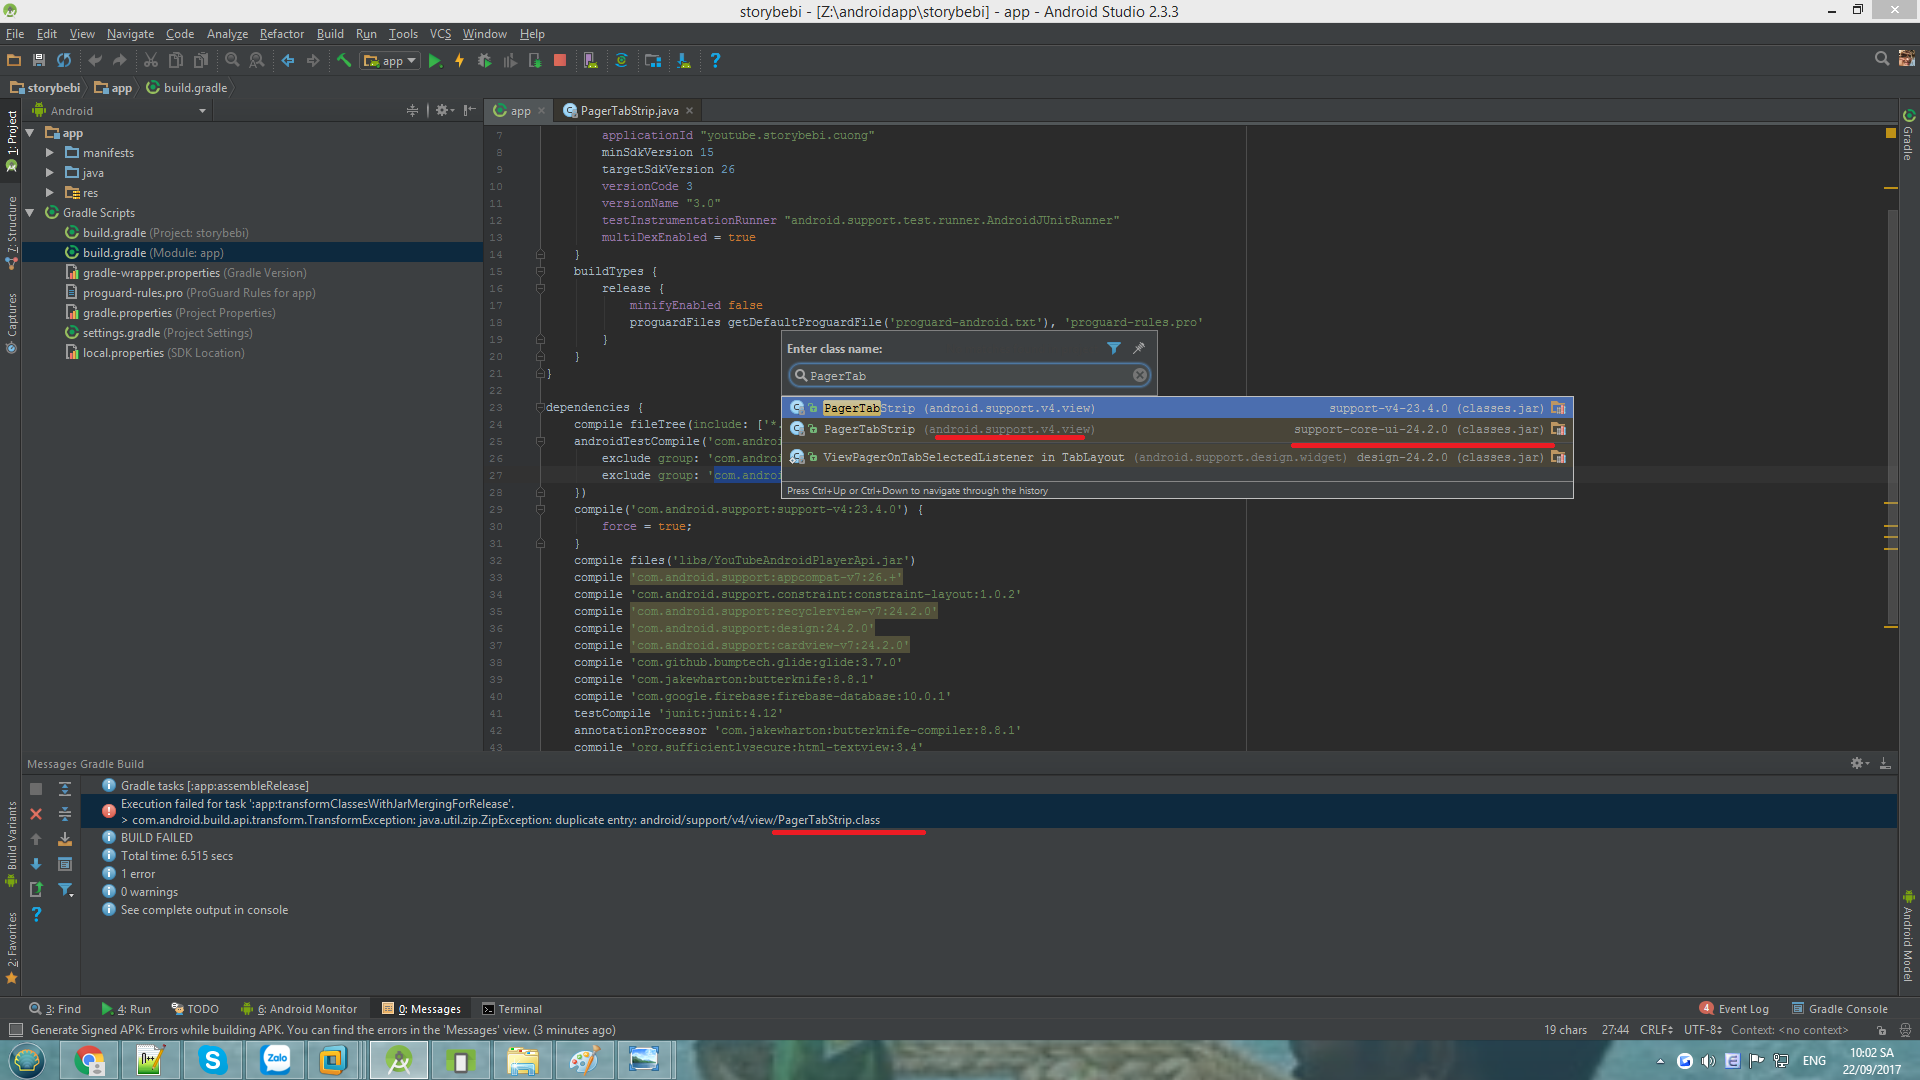 storybebi - [Z:\androidapp\storybebi] - app - Android Studio 2.3.3
File Edit View Navigate Code Analyze Refactor Build Run Tools VCS Window Help
app
storybebi app build.gradle
Android
app PagerTabStrip.java
1: Project
Z: Structure
Captures
Build Variants
2: Favorites
app
manifests
java
res
Gradle Scripts
build.gradle (Project: storybebi)
build.gradle (Module: app)
gradle-wrapper.properties (Gradle Version)
proguard-rules.pro (ProGuard Rules for app)
gradle.properties (Project Properties)
settings.gradle (Project Settings)
local.properties (SDK Location)
7 applicationId "youtube.storybebi.cuong"
8 minSdkVersion 15
9 targetSdkVersion 26
10 versionCode 3
11 versionName "3.0"
12 testInstrumentationRunner "android.support.test.runner.AndroidJUnitRunner"
13 multiDexEnabled = true
14 }
15 buildTypes {
16 release {
17 minifyEnabled false
18 proguardFiles getDefaultProguardFile('proguard-android.txt'), 'proguard-rules.pro'
19 }
20 }
21 }
22
23 dependencies {
24 compile fileTree(include: ['*.
25 androidTestCompile('com.androi
26 exclude group: 'com.androi
27 exclude group: 'com.androi
28 })
29 compile('com.android.support:support-v4:23.4.0') {
30 force = true;
31 }
32 compile files('libs/YouTubeAndroidPlayerApi.jar')
33 compile 'com.android.support:appcompat-v7:26.+'
34 compile 'com.android.support.constraint:constraint-layout:1.0.2'
35 compile 'com.android.support:recyclerview-v7:24.2.0'
36 compile 'com.android.support:design:24.2.0'
37 compile 'com.android.support:cardview-v7:24.2.0'
38 compile 'com.github.bumptech.glide:glide:3.7.0'
39 compile 'com.jakewharton:butterknife:8.8.1'
40 compile 'com.google.firebase:firebase-database:10.0.1'
41 testCompile 'junit:junit:4.12'
42 annotationProcessor 'com.jakewharton:butterknife-compiler:8.8.1'
43 compile 'org.sufficientlysecure:html-textview:3.4'
Enter class name:
PagerTab
PagerTabStrip (android.support.v4.view) support-v4-23.4.0 (classes.jar)
PagerTabStrip (android.support.v4.view) support-core-ui-24.2.0 (classes.jar)
ViewPagerOnTabSelectedListener in TabLayout (android.support.design.widget) design-24.2.0 (classes.jar)
Press Ctrl+Up or Ctrl+Down to navigate through the history
Gradle
Android Model
Messages Gradle Build
Gradle tasks [:app:assembleRelease]
Execution failed for task ':app:transformClassesWithJarMergingForRelease'.
> com.android.build.api.transform.TransformException: java.util.zip.ZipException: duplicate entry: android/support/v4/view/PagerTabStrip.class
BUILD FAILED
Total time: 6.515 secs
1 error
0 warnings
See complete output in console
3: Find 4: Run TODO 6: Android Monitor 0: Messages Terminal 4 Event Log Gradle Console
Generate Signed APK: Errors while building APK. You can find the errors in the 'Messages' view. (3 minutes ago) 19 chars 27:44 CRLF UTF-8 Context: <no context>
Zalo
ENG
10:02 SA
22/09/2017